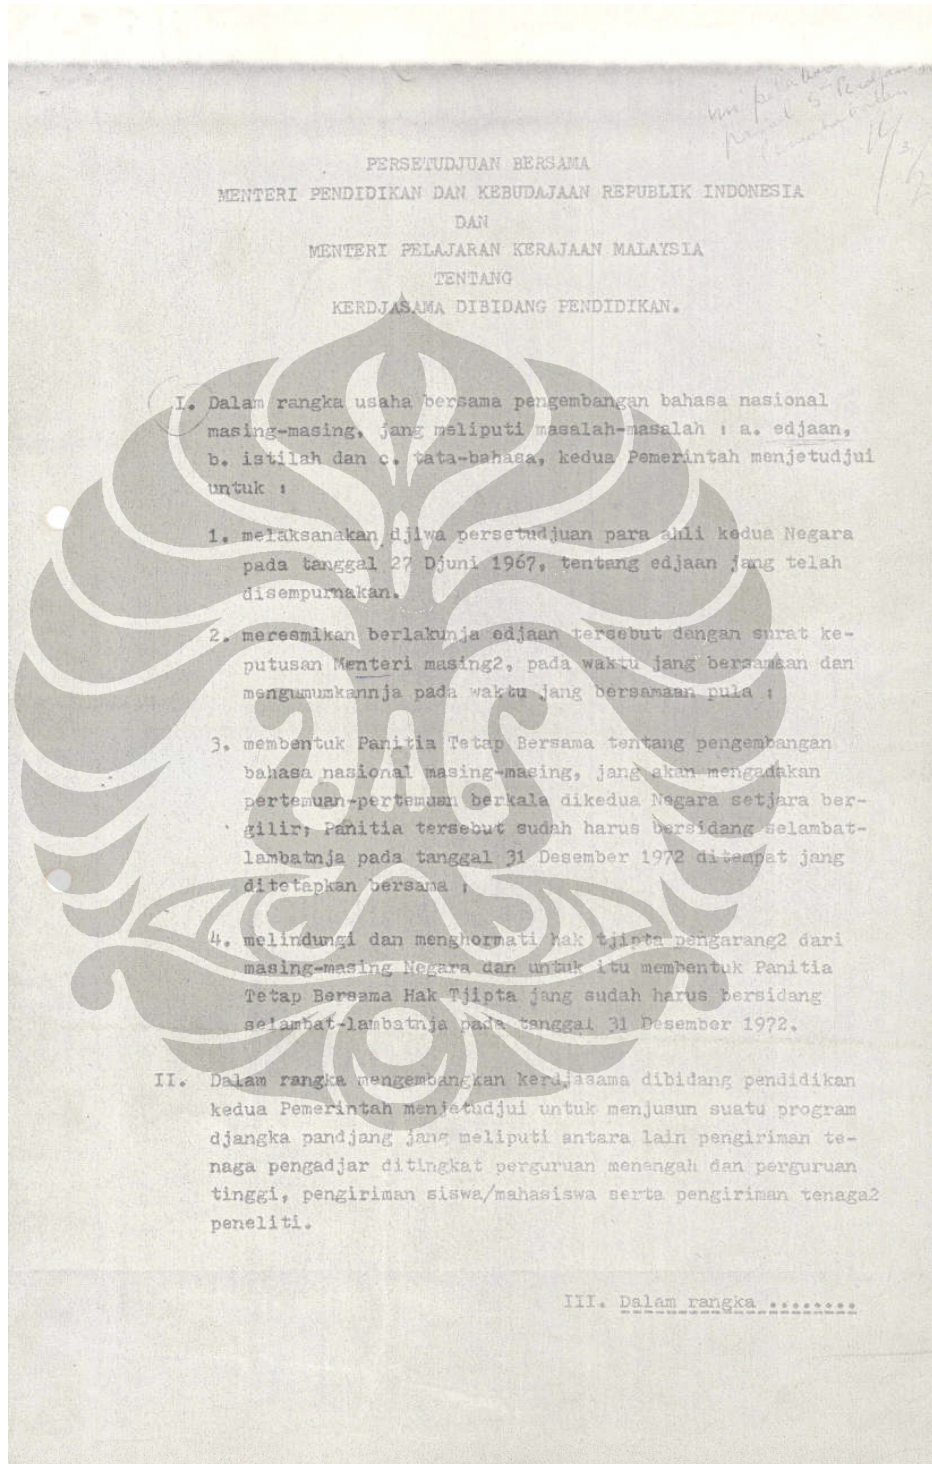 PERSETUDJUAN BERSAMA
MENTERI PENDIDIKAN DAN KEBUDAJAAN REPUBLIK INDONESIA
DAN
MENTERI PELAJARAN KERAJAAN MALAYSIA
TENTANG
KERDJASAMA DIBIDANG PENDIDIKAN.
I. Dalam rangka usaha bersama pengembangan bahasa nasional
masing-masing, jang meliputi masalah-masalah : a. edjaan,
b. istilah dan c. tata-bahasa, kedua Pemerintah menjetudjui
untuk :
1. melaksanakan djiwa persetudjuan para ahli kedua Negara
pada tanggal 27 Djuni 1967, tentang edjaan jang telah
disempurnakan.
2. meresmikan berlakunja edjaan tersebut dengan surat ke-
putusan Menteri masing2, pada waktu jang bersamaan dan
mengumumkannja pada waktu jang bersamaan pula ;
3. membentuk Panitia Tetap Bersama tentang pengembangan
bahasa nasional masing-masing, jang akan mengadakan
pertemuan-pertemuan berkala dikedua Negara setjara ber-
gilir; Panitia tersebut sudah harus bersidang selambat-
lambatnja pada tanggal 31 Desember 1972 ditempat jang
ditetapkan bersama ;
4. melindungi dan menghormati hak tjipta pengarang2 dari
masing-masing Negara dan untuk itu membentuk Panitia
Tetap Bersama Hak Tjipta jang sudah harus bersidang
selambat-lambatnja pada tanggal 31 Desember 1972.
II. Dalam rangka mengembangkan kerdjasama dibidang pendidikan
kedua Pemerintah menjetudjui untuk menjusun suatu program
djangka pandjang jang meliputi antara lain pengiriman te-
naga pengadjar ditingkat perguruan menengah dan perguruan
tinggi, pengiriman siswa/mahasiswa serta pengiriman tenaga2
peneliti.
III. Dalam rangka ........